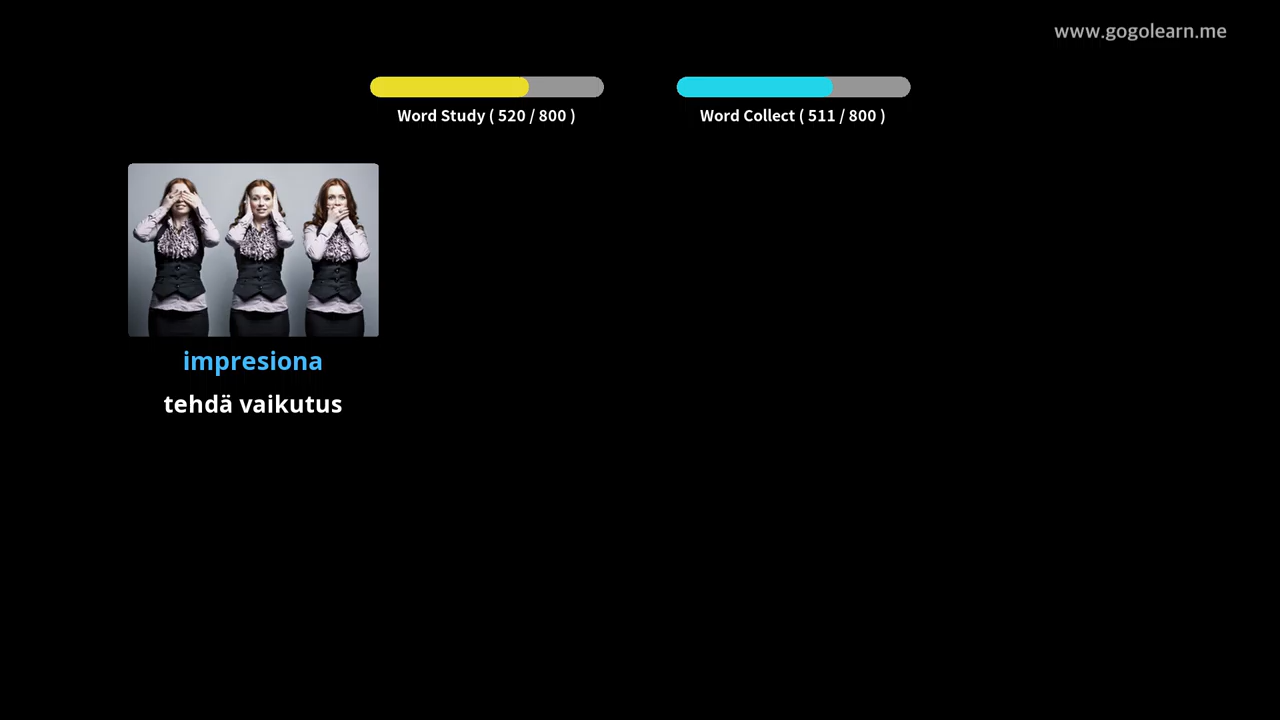 www.gogolearn.me
Word Study ( 520 / 800 )
Word Collect ( 511 / 800 )
impresiona
tehdä vaikutus